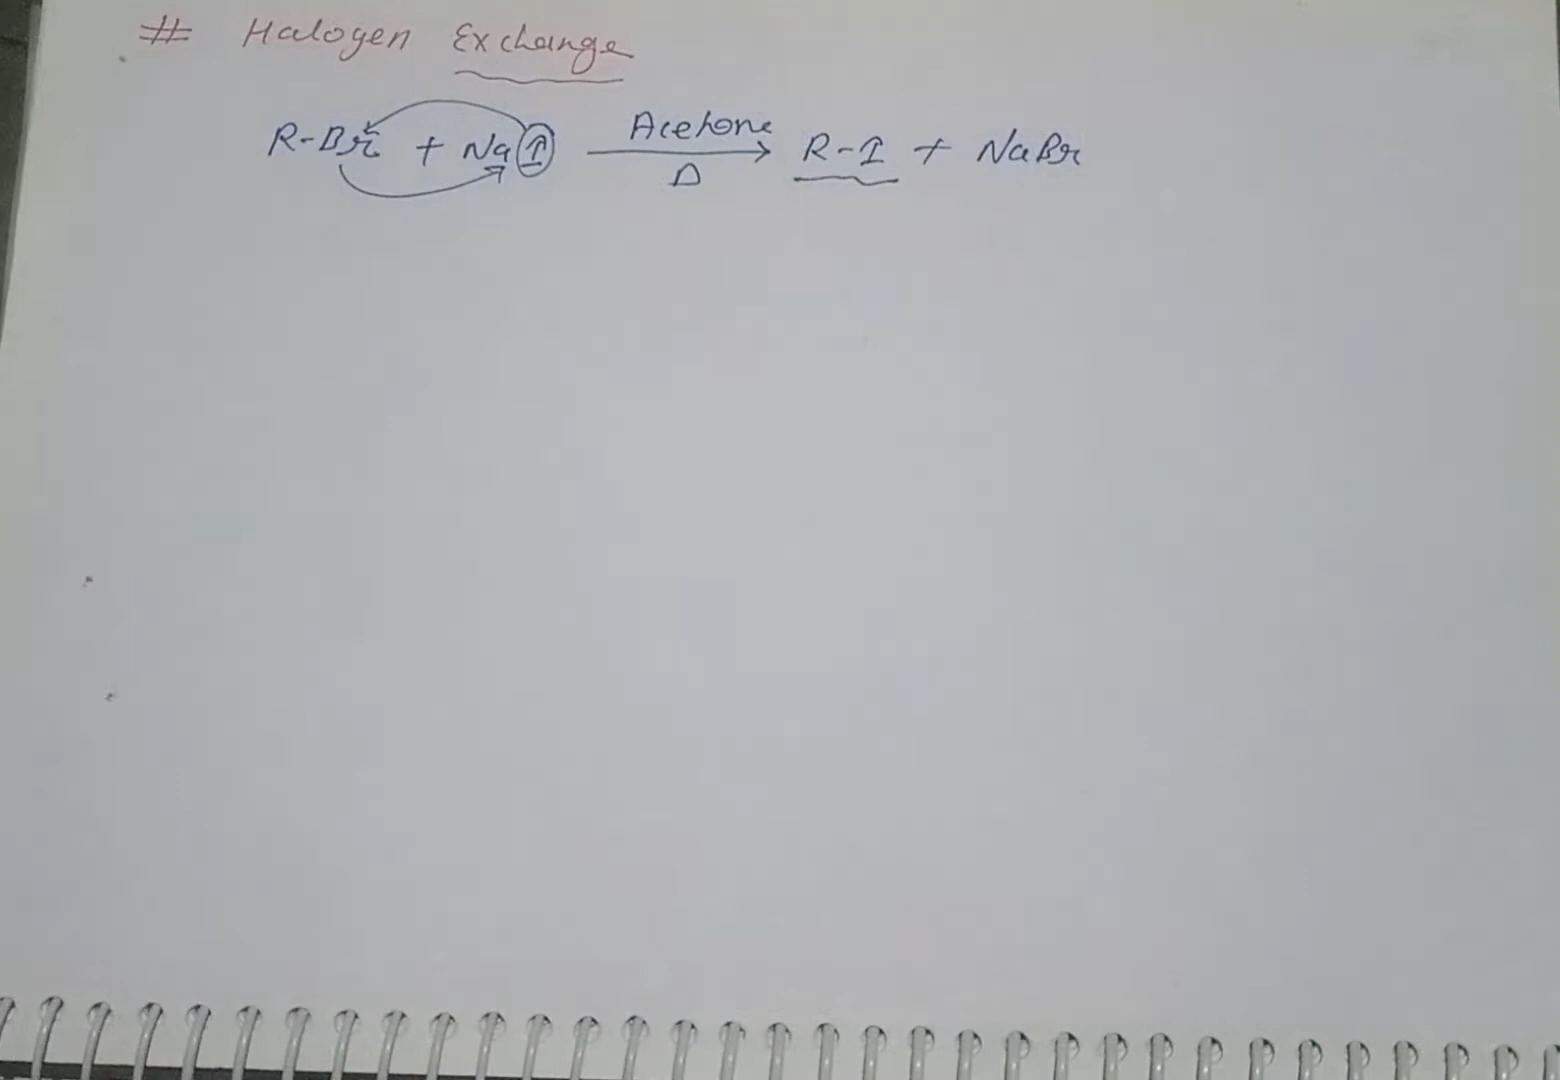 # Halogen Exchange
Acetone
R-Br + NaI ⟶ R-I + NaBr
Δ